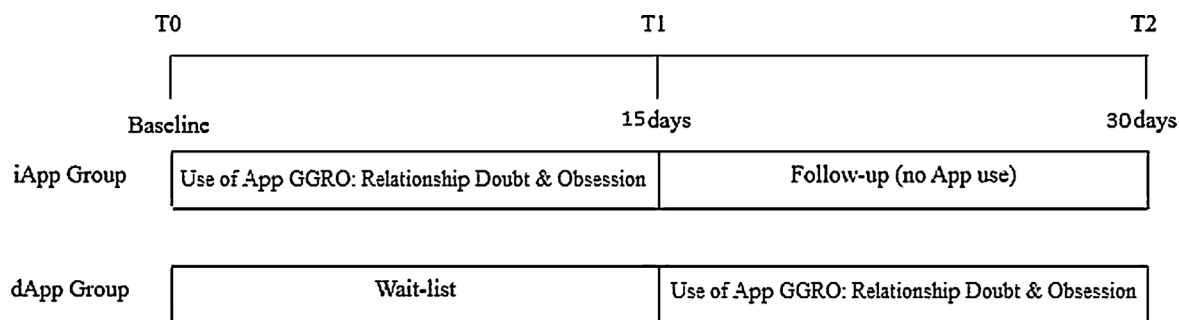 T0 T1 T2
Baseline 15 days 30 days
iApp Group Use of App GGRO: Relationship Doubt & Obsession Follow-up (no App use)
dApp Group Wait-list Use of App GGRO: Relationship Doubt & Obsession